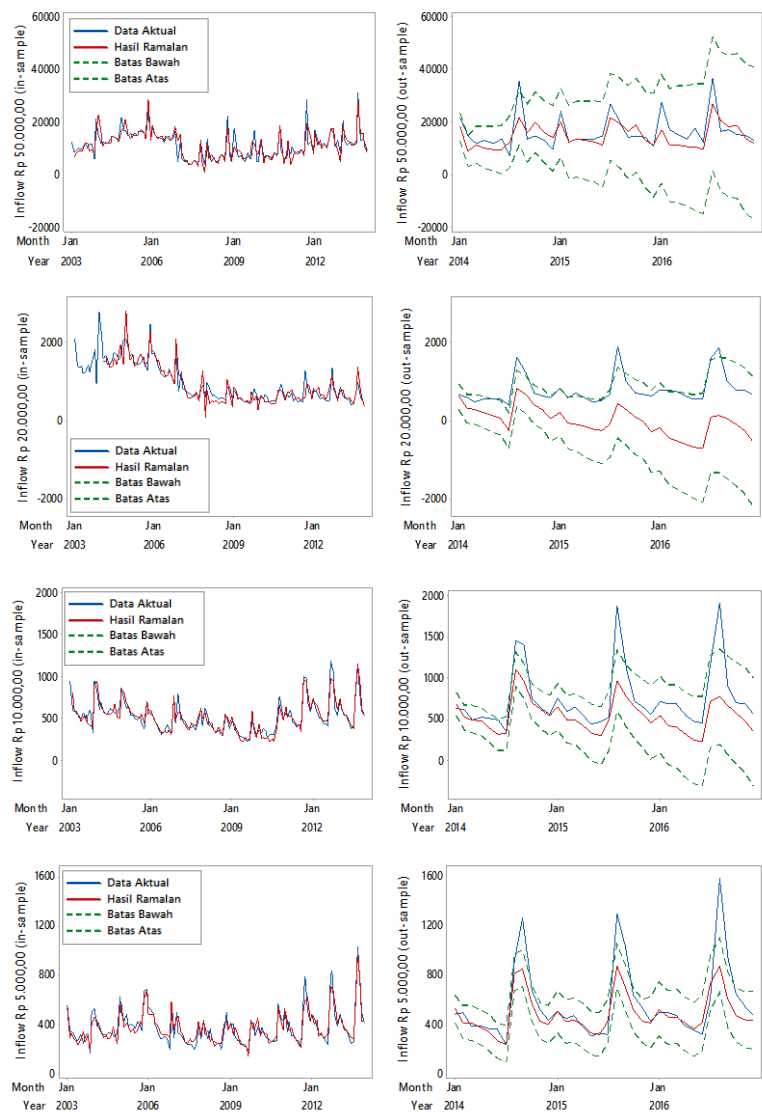 60000
40000
20000
0
-20000
Inflow Rp 50.000,00 (in-sample)
Data Aktual
Hasil Ramalan
Batas Bawah
Batas Atas
Month Jan Jan Jan Jan
Year 2003 2006 2009 2012
60000
40000
20000
0
-20000
Inflow Rp 50.000,00 (out-sample)
Month Jan Jan Jan
Year 2014 2015 2016
2000
0
-2000
Inflow Rp 20.000,00 (in-sample)
Data Aktual
Hasil Ramalan
Batas Bawah
Batas Atas
Month Jan Jan Jan Jan
Year 2003 2006 2009 2012
2000
0
-2000
Inflow Rp 20.000,00 (out-sample)
Month Jan Jan Jan
Year 2014 2015 2016
2000
1500
1000
500
0
Inflow Rp 10.000,00 (in-sample)
Data Aktual
Hasil Ramalan
Batas Bawah
Batas Atas
Month Jan Jan Jan Jan
Year 2003 2006 2009 2012
2000
1500
1000
500
0
Inflow Rp 10.000,00 (out-sample)
Month Jan Jan Jan
Year 2014 2015 2016
1600
1200
800
400
0
Inflow Rp 5.000,00 (in-sample)
Data Aktual
Hasil Ramalan
Batas Bawah
Batas Atas
Month Jan Jan Jan Jan
Year 2003 2006 2009 2012
1600
1200
800
400
0
Inflow Rp 5.000,00 (out-sample)
Month Jan Jan Jan
Year 2014 2015 2016